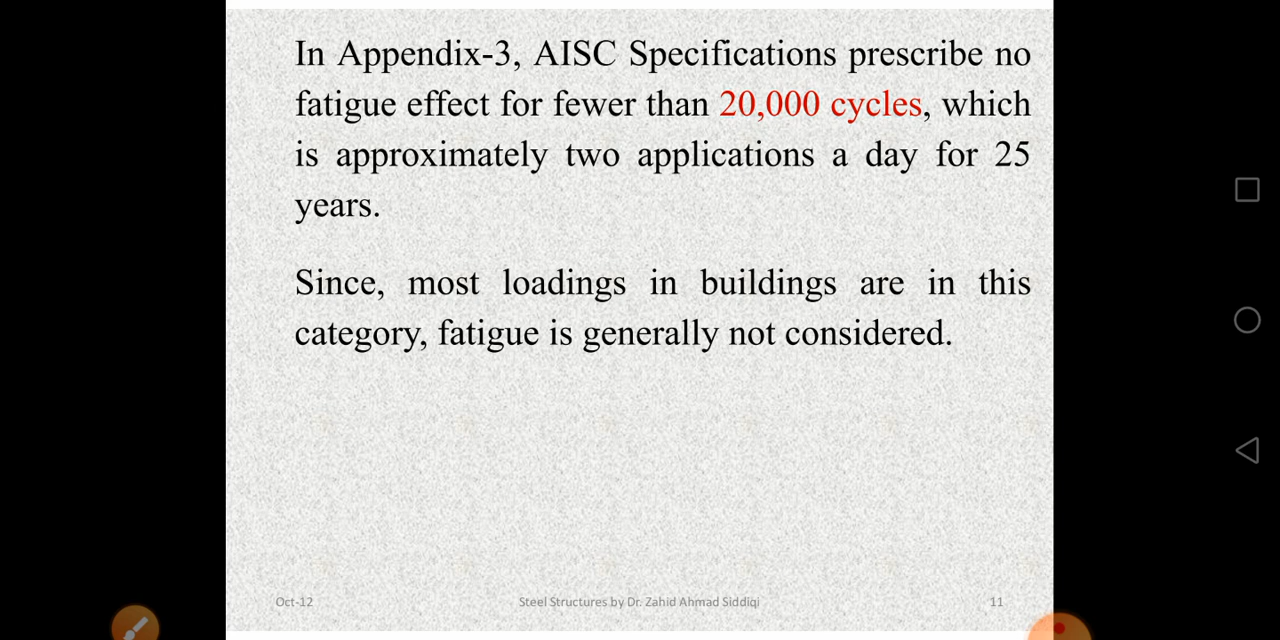 In Appendix-3, AISC Specifications prescribe no
fatigue effect for fewer than 20,000 cycles, which
is approximately two applications a day for 25
years.
Since, most loadings in buildings are in this
category, fatigue is generally not considered.
Oct-12 Steel Structures by Dr. Zahid Ahmad Siddiqi 11